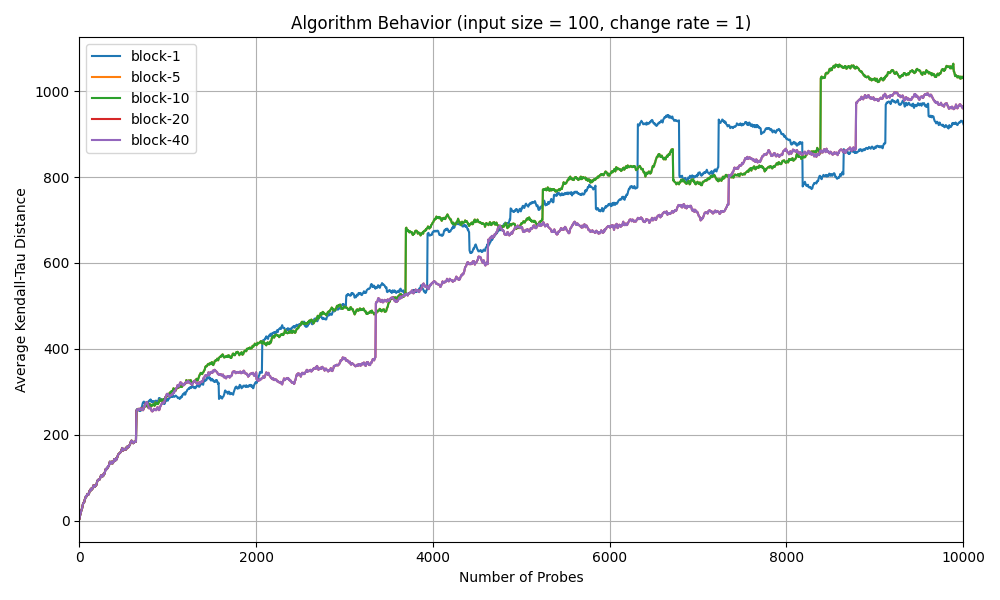 Algorithm Behavior (input size = 100, change rate = 1)
block-1
block-5
block-10
block-20
block-40
Average Kendall-Tau Distance
1000
800
600
400
200
0
0 2000 4000 6000 8000 10000
Number of Probes